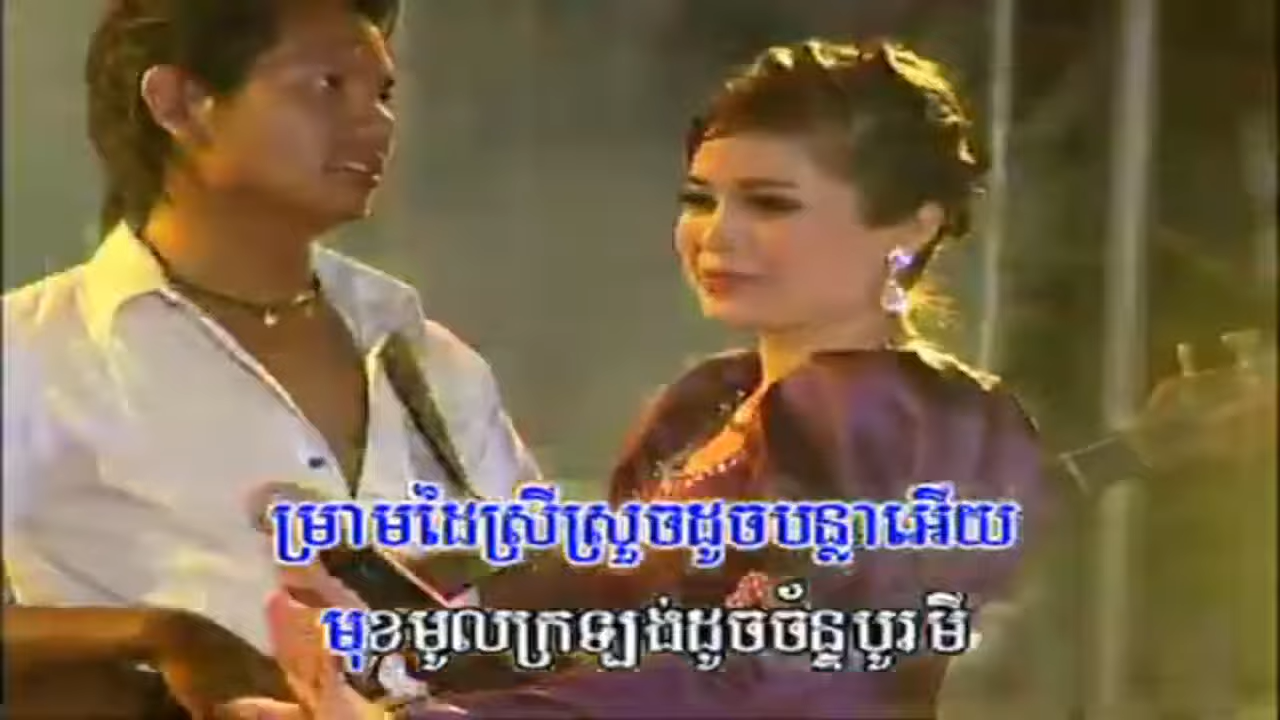 ម្រាមដៃស្រីស្រួចដូចបន្លាអើយ
មុខមូលក្រឡង់ដូចច័ន្ទបូរមី